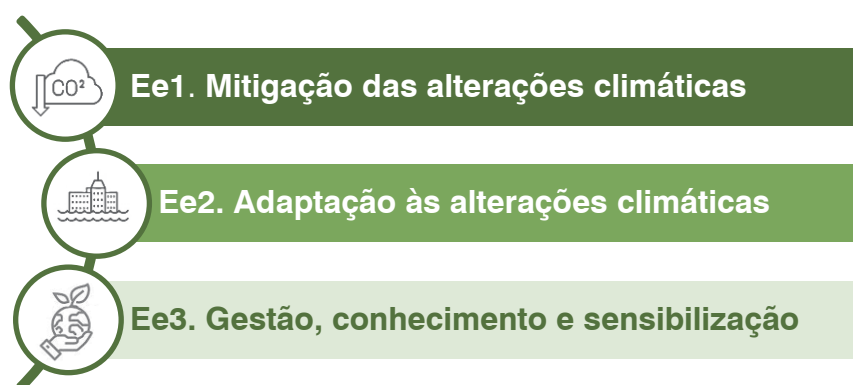 CO²
Ee1. Mitigação das alterações climáticas
Ee2. Adaptação às alterações climáticas
Ee3. Gestão, conhecimento e sensibilização